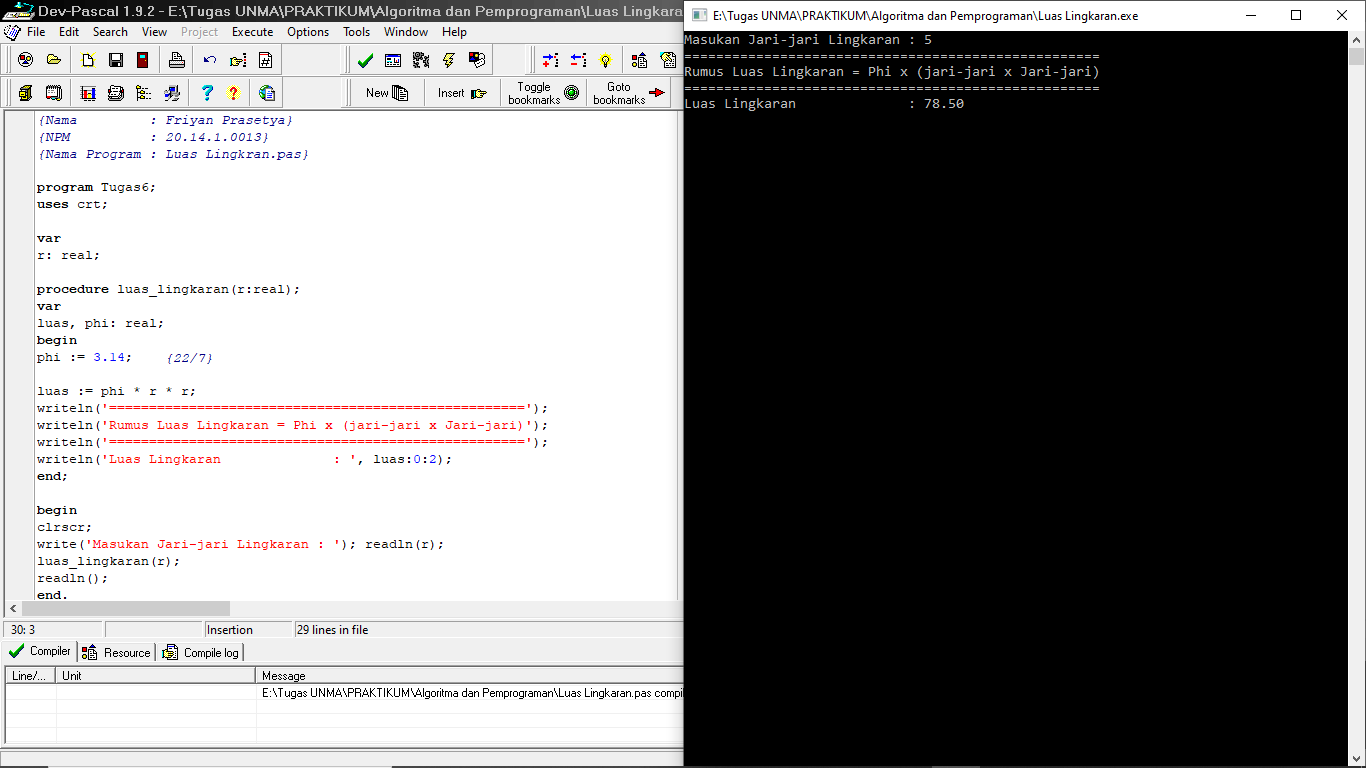 Dev-Pascal 1.9.2 - E:\Tugas UNMA\PRAKTIKUM\Algoritma dan Pemprograman\Luas Lingkaran
File Edit Search View Project Execute Options Tools Window Help
New Insert Toggle bookmarks Goto bookmarks
{Nama         : Friyan Prasetya}
{NPM          : 20.14.1.0013}
{Nama Program : Luas Lingkran.pas}
program Tugas6;
uses crt;
var
r: real;
procedure luas_lingkaran(r:real);
var
luas, phi: real;
begin
phi := 3.14;    {22/7}
luas := phi * r * r;
writeln('====================================================');
writeln('Rumus Luas Lingkaran = Phi x (jari-jari x Jari-jari)');
writeln('====================================================');
writeln('Luas Lingkaran              : ', luas:0:2);
end;
begin
clrscr;
write('Masukan Jari-jari Lingkaran : '); readln(r);
luas_lingkaran(r);
readln();
end.
30: 3 Insertion 29 lines in file
Compiler Resource Compile log
Line/... Unit Message
E:\Tugas UNMA\PRAKTIKUM\Algoritma dan Pemprograman\Luas Lingkaran.pas compil
E:\Tugas UNMA\PRAKTIKUM\Algoritma dan Pemprograman\Luas Lingkaran.exe
Masukan Jari-jari Lingkaran : 5
====================================================
Rumus Luas Lingkaran = Phi x (jari-jari x Jari-jari)
====================================================
Luas Lingkaran              : 78.50